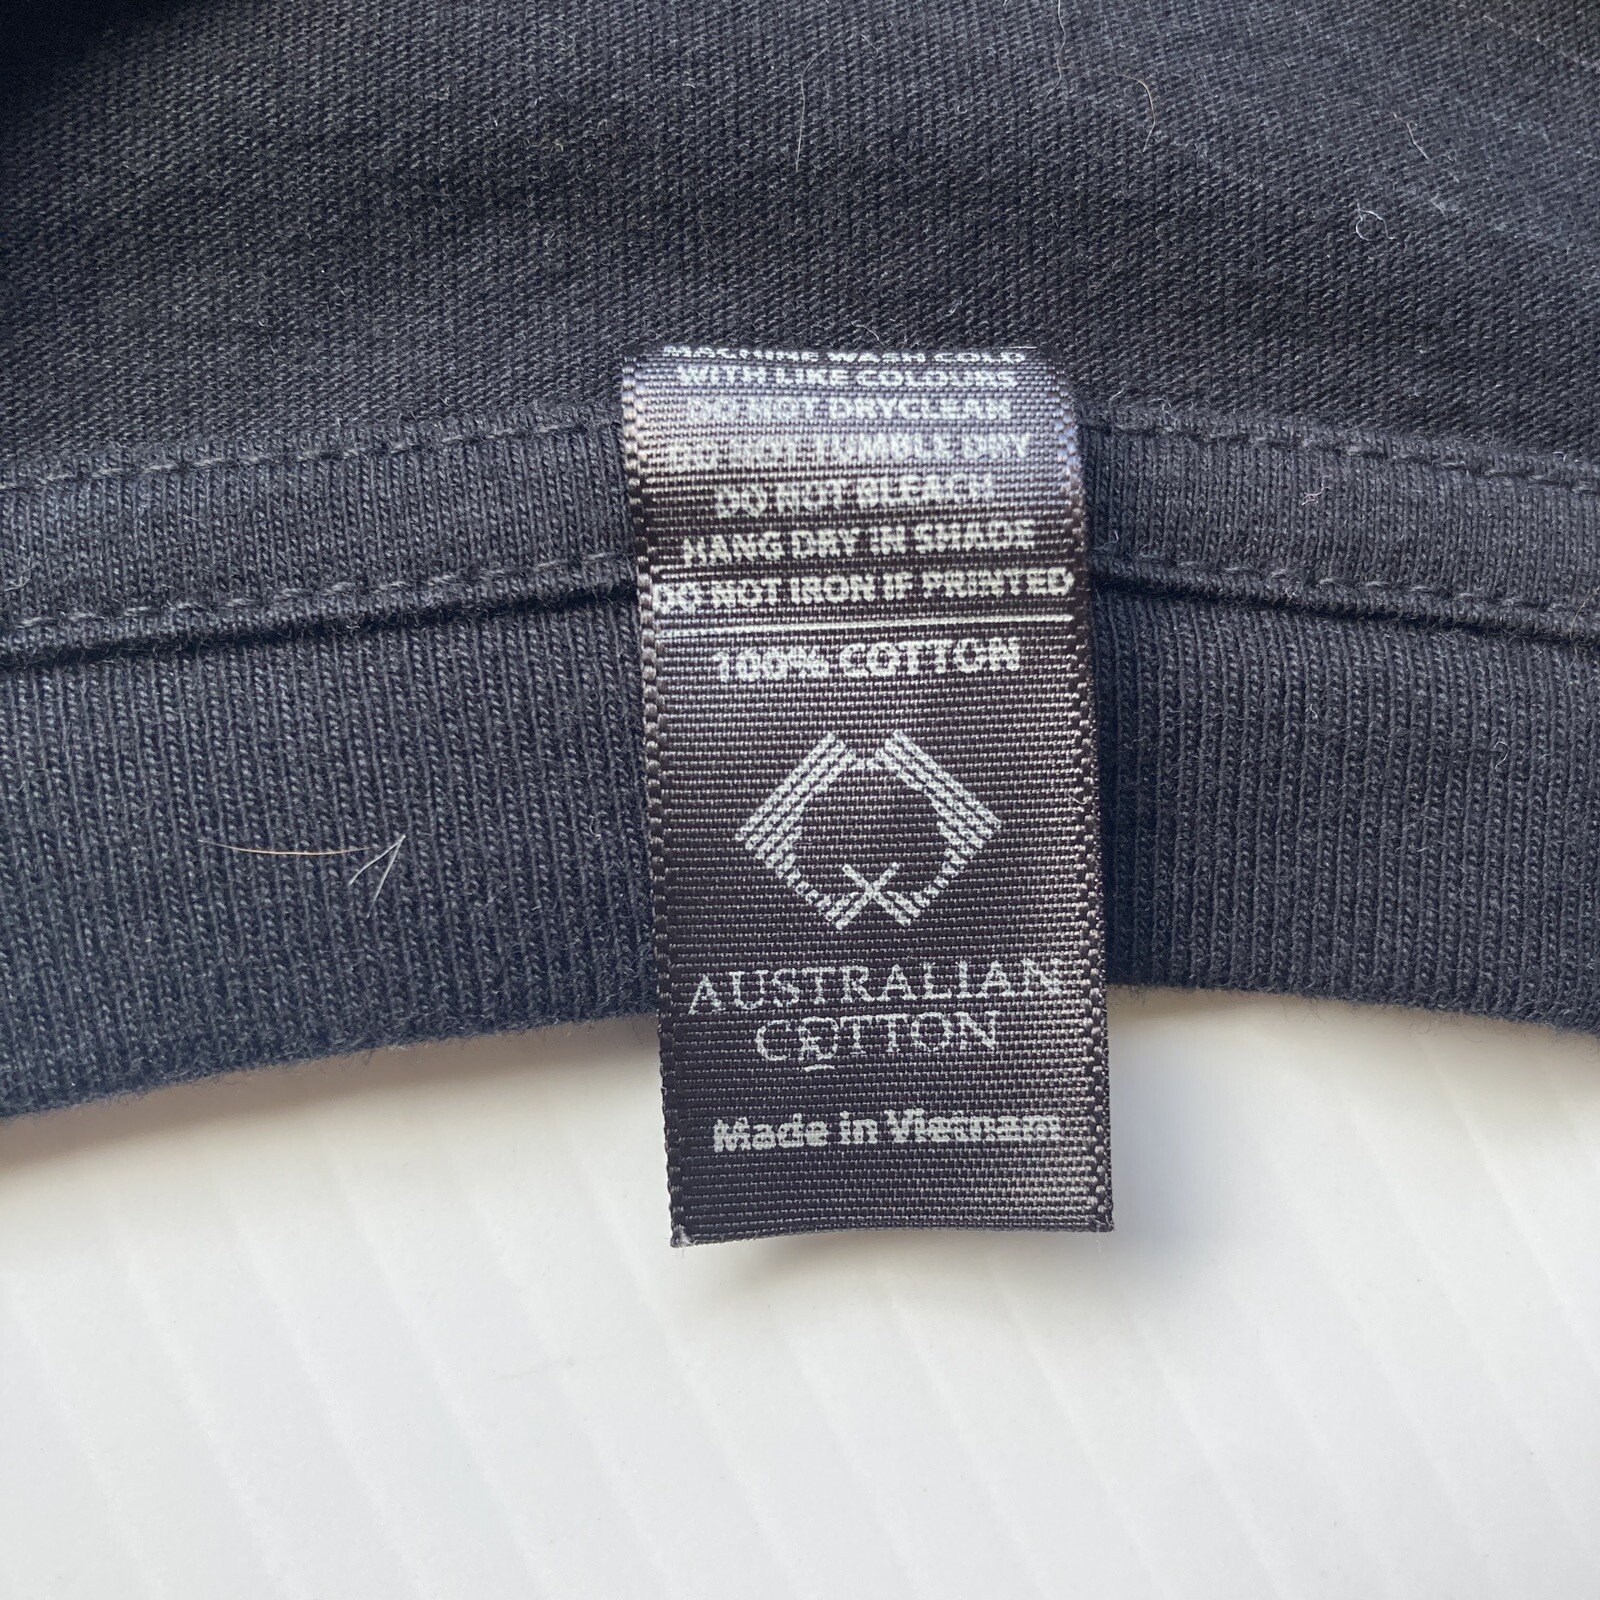 MACHINE WASH COLD
WITH LIKE COLOURS
DO NOT DRYCLEAN
DO NOT TUMBLE DRY
DO NOT BLEACH
HANG DRY IN SHADE
DO NOT IRON IF PRINTED
100% COTTON
AUSTRALIAN
COTTON
Made in Vietnam